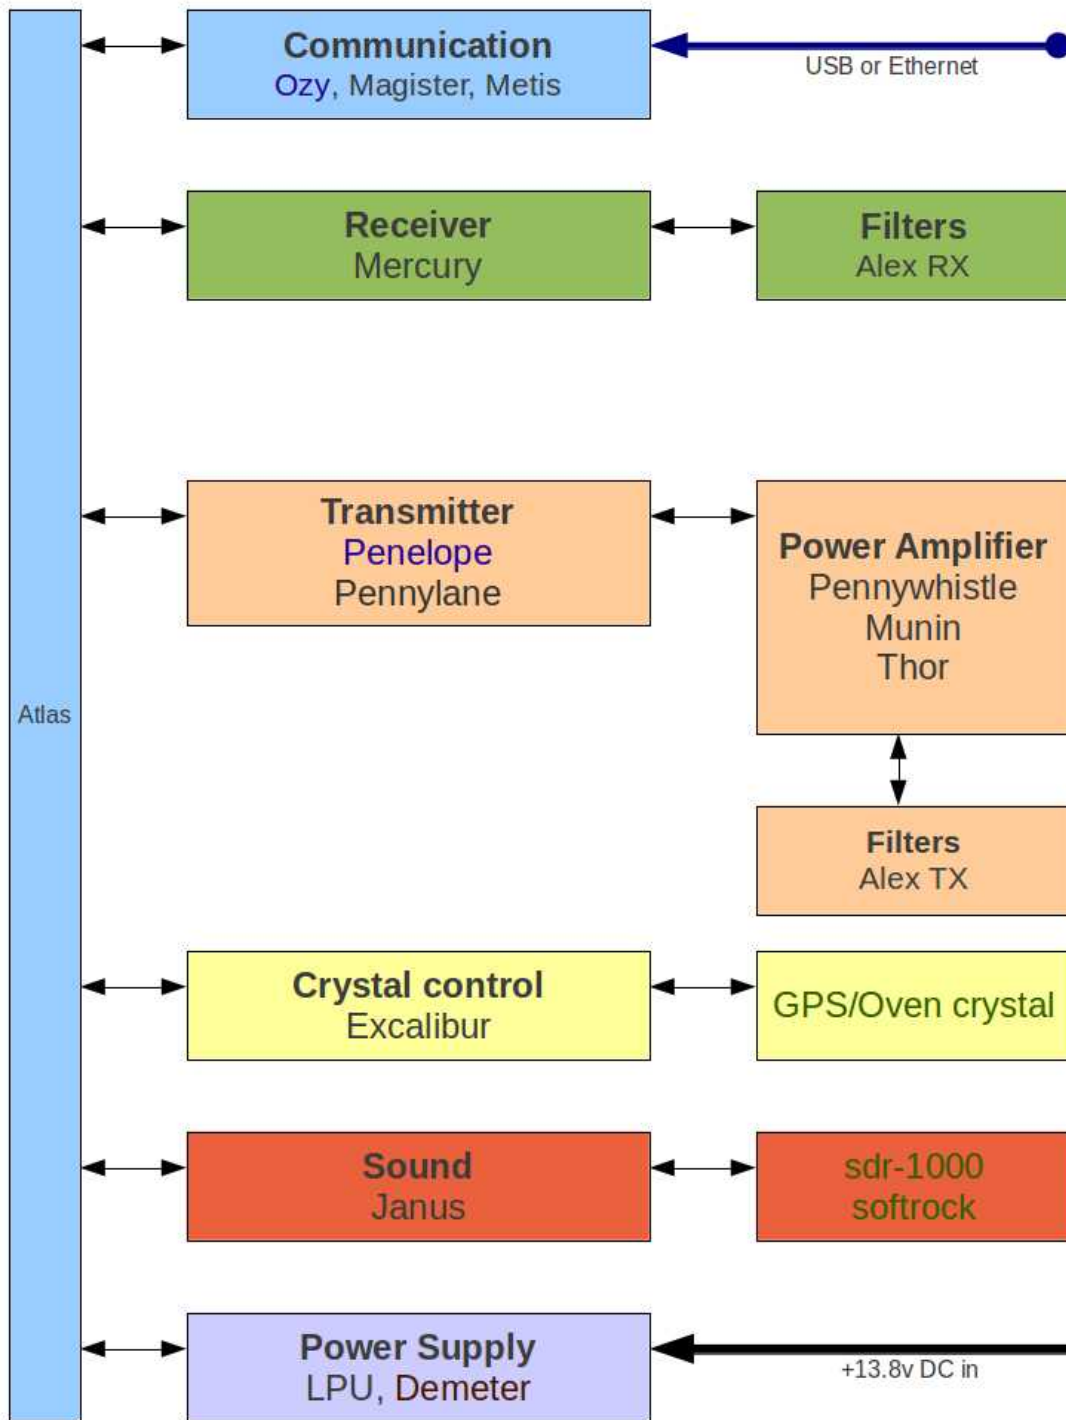 Communication
Ozy, Magister, Metis
USB or Ethernet
Receiver
Mercury
Filters
Alex RX
Transmitter
Penelope
Pennylane
Power Amplifier
Pennywhistle
Munin
Thor
Atlas
Filters
Alex TX
Crystal control
Excalibur
GPS/Oven crystal
Sound
Janus
sdr-1000
softrock
Power Supply
LPU, Demeter
+13.8v DC in